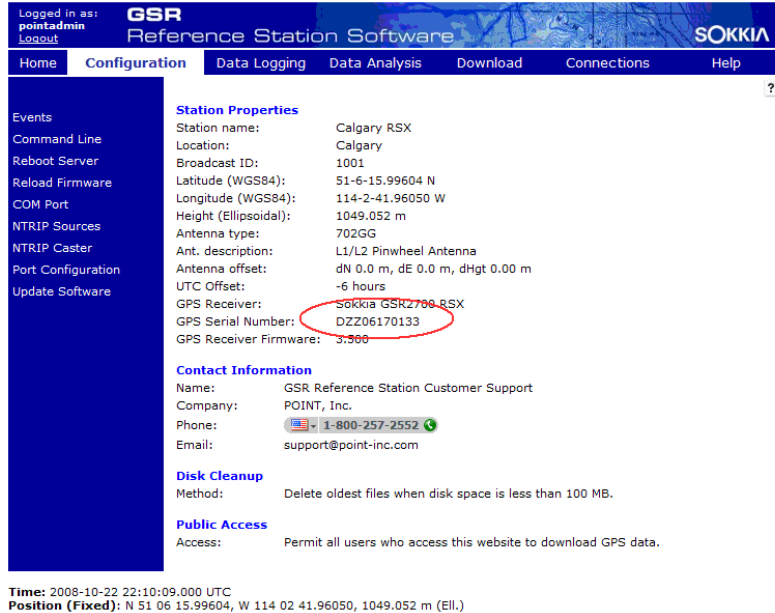 Logged in as:
pointadmin
Logout
GSR
Reference Station Software
SOKKIA
Home Configuration Data Logging Data Analysis Download Connections Help
?
Events
Command Line
Reboot Server
Reload Firmware
COM Port
NTRIP Sources
NTRIP Caster
Port Configuration
Update Software
Station Properties
Station name: Calgary RSX
Location: Calgary
Broadcast ID: 1001
Latitude (WGS84): 51-6-15.99604 N
Longitude (WGS84): 114-2-41.96050 W
Height (Ellipsoidal): 1049.052 m
Antenna type: 702GG
Ant. description: L1/L2 Pinwheel Antenna
Antenna offset: dN 0.0 m, dE 0.0 m, dHgt 0.00 m
UTC Offset: -6 hours
GPS Receiver: Sokkia GSR2700 RSX
GPS Serial Number: DZZ06170133
GPS Receiver Firmware: 3.500
Contact Information
Name: GSR Reference Station Customer Support
Company: POINT, Inc.
Phone: 1-800-257-2552
Email: support@point-inc.com
Disk Cleanup
Method: Delete oldest files when disk space is less than 100 MB.
Public Access
Access: Permit all users who access this website to download GPS data.
Time: 2008-10-22 22:10:09.000 UTC
Position (Fixed): N 51 06 15.99604, W 114 02 41.96050, 1049.052 m (Ell.)